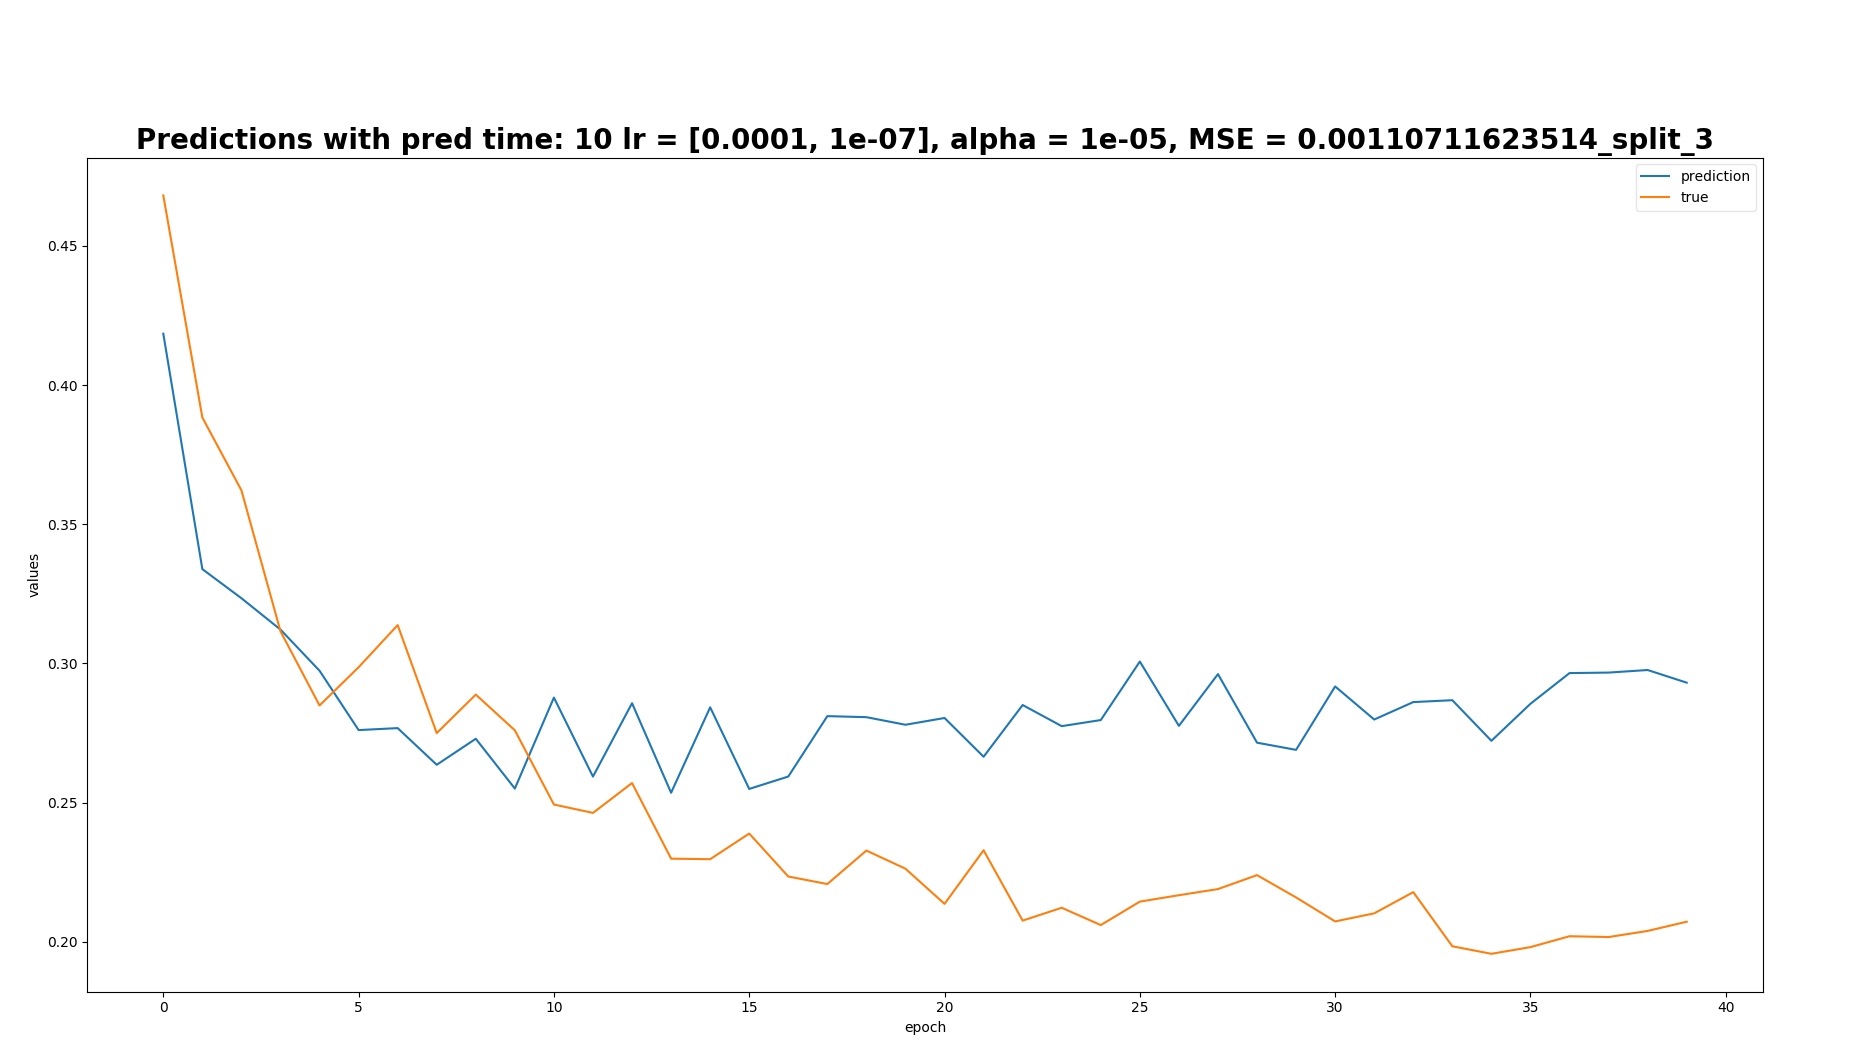 Predictions with pred time: 10 lr = [0.0001, 1e-07], alpha = 1e-05, MSE = 0.00110711623514_split_3
prediction
true
0.45
0.40
0.35
0.30
0.25
0.20
values
0 5 10 15 20 25 30 35 40
epoch